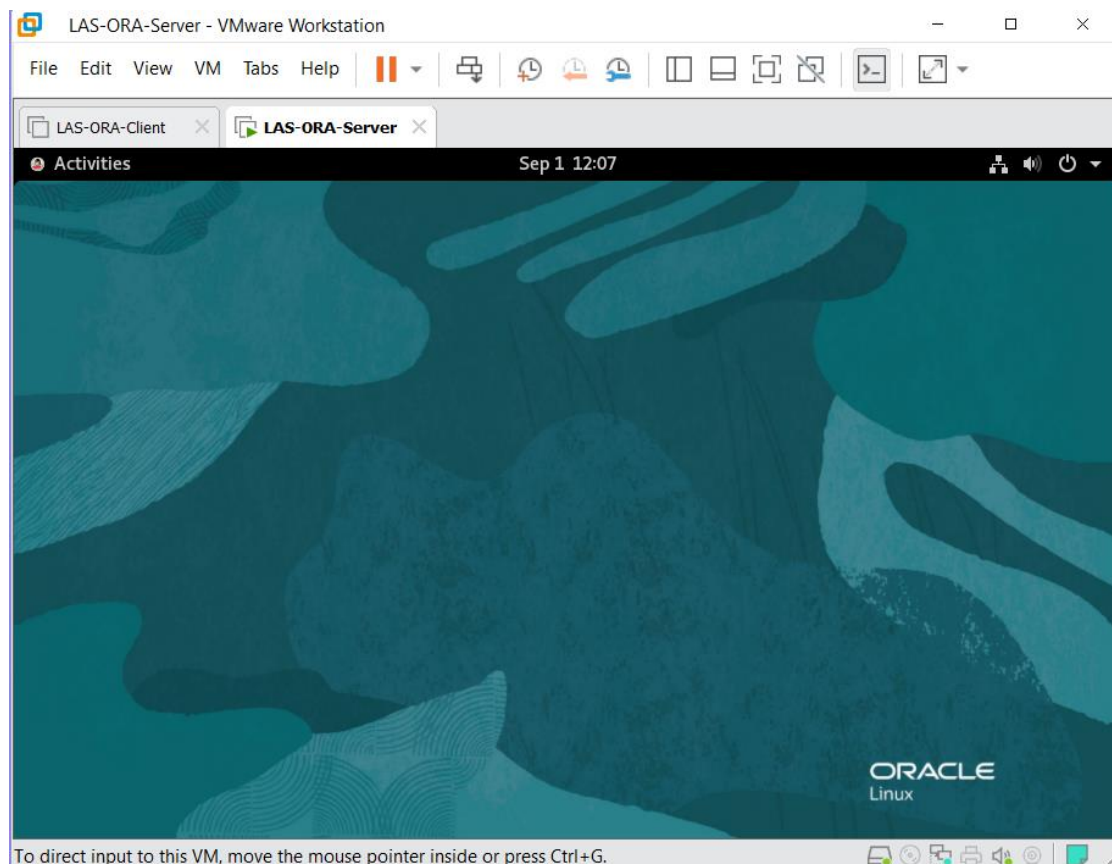 LAS-ORA-Server - VMware Workstation
File Edit View VM Tabs Help
LAS-ORA-Client LAS-ORA-Server
Activities Sep 1 12:07
ORACLE
Linux
To direct input to this VM, move the mouse pointer inside or press Ctrl+G.